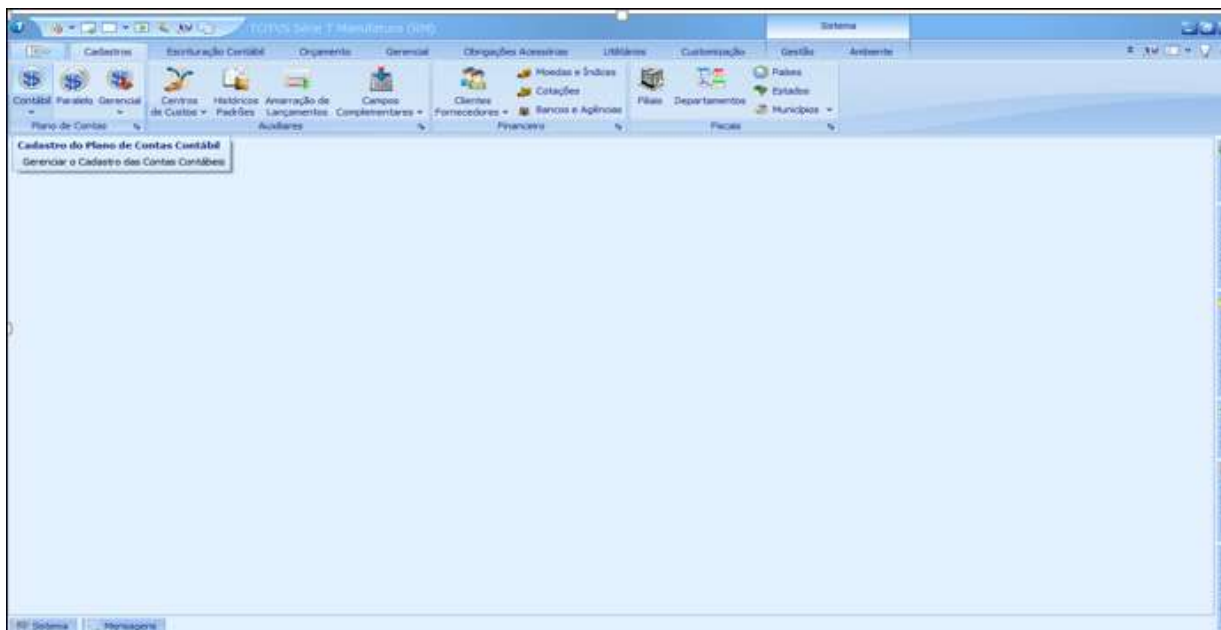 TOTVS Série T Manufatura (RM)
Sistema
Cadastros Escrituração Contábil Orçamento Gerencial Obrigações Acessórias Utilitários Customização Gestão Ambiente
Contábil Paralelo Gerencial
Centros de Custos
Históricos Padrões
Amarração de Lançamentos
Campos Complementares
Clientes Fornecedores
Moedas e Índices
Cotações
Bancos e Agências
Filiais
Departamentos
Países
Estados
Municípios
Plano de Contas Auxiliares Financeiro Fiscais
Cadastro do Plano de Contas Contábil
Gerenciar o Cadastro das Contas Contábeis
Sistema Mensagens